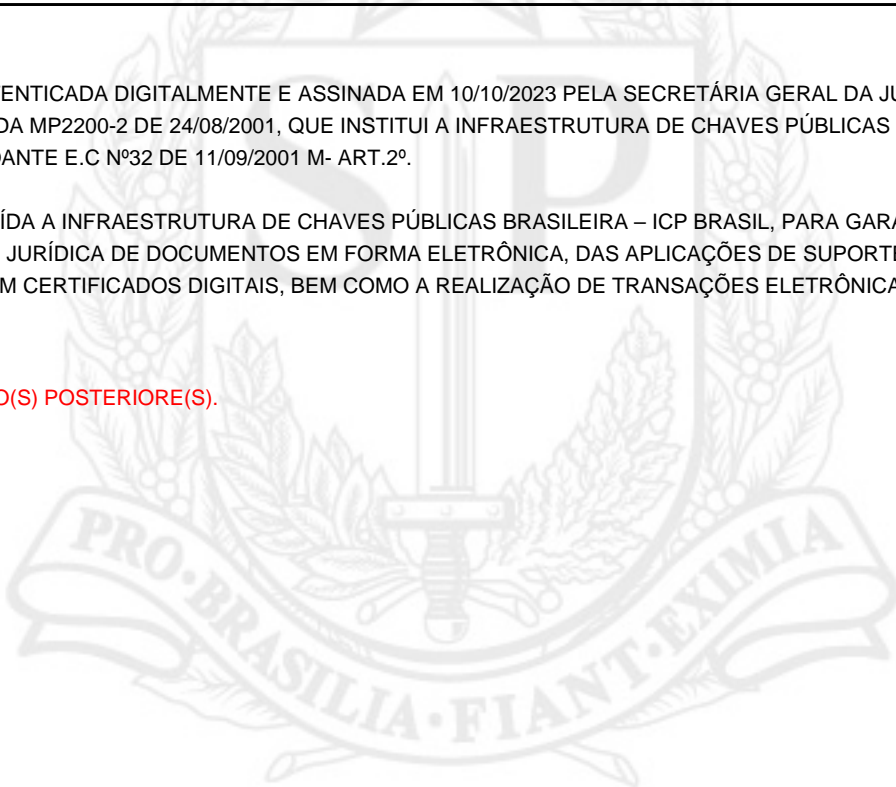 ENTICADA DIGITALMENTE E ASSINADA EM 10/10/2023 PELA SECRETÁRIA GERAL DA JU
DA MP2200-2 DE 24/08/2001, QUE INSTITUI A INFRAESTRUTURA DE CHAVES PÚBLICAS
DANTE E.C Nº32 DE 11/09/2001 M- ART.2º.
ÍDA A INFRAESTRUTURA DE CHAVES PÚBLICAS BRASILEIRA – ICP BRASIL, PARA GARA
JURÍDICA DE DOCUMENTOS EM FORMA ELETRÔNICA, DAS APLICAÇÕES DE SUPORTE
M CERTIFICADOS DIGITAIS, BEM COMO A REALIZAÇÃO DE TRANSAÇÕES ELETRÔNICA
O(S) POSTERIORE(S).
SP
PRO·BRASILIA·FIANT·EXIMIA